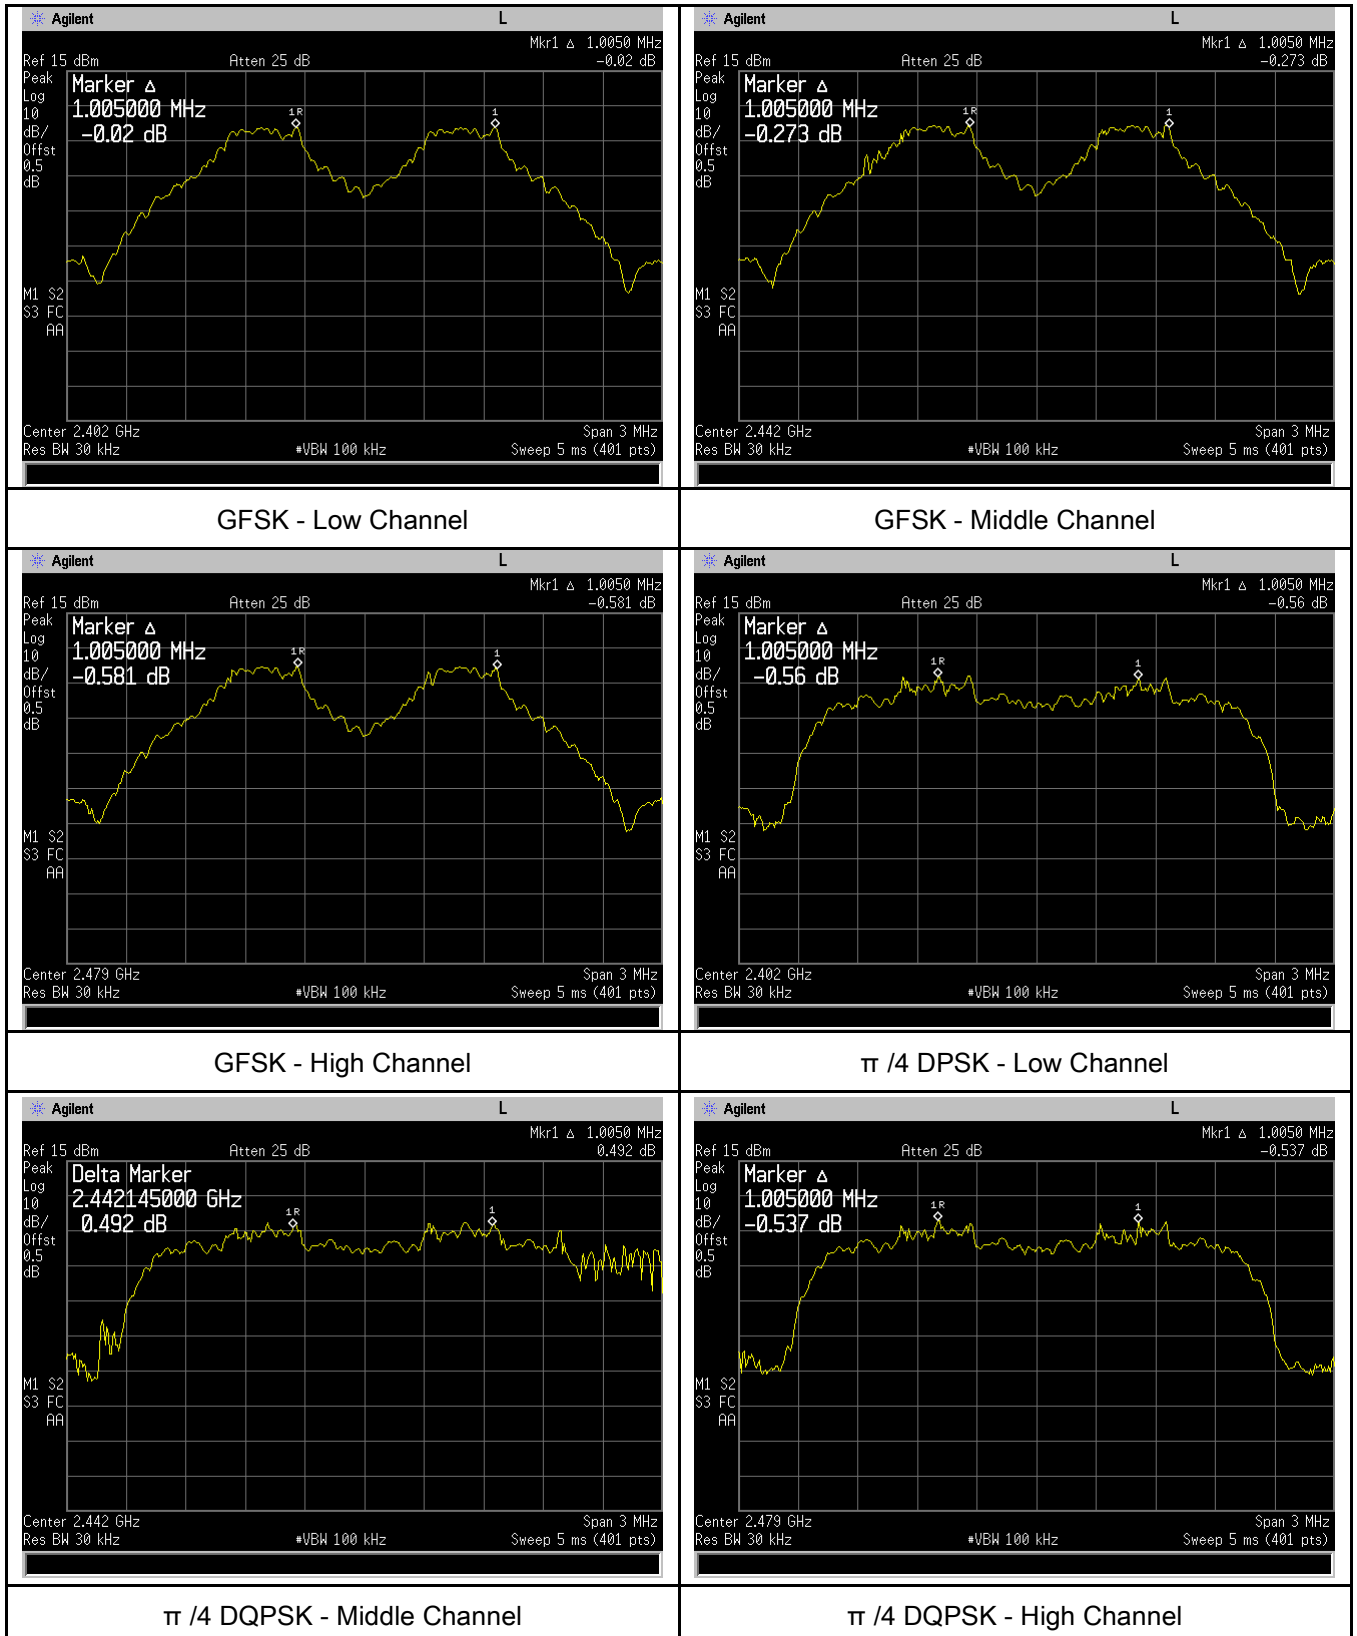 Agilent L
Mkr1 Δ 1.0050 MHz
Ref 15 dBm Atten 25 dB -0.02 dB
Peak
Log
10
dB/
Offst
0.5
dB
Marker Δ
1.005000 MHz
-0.02 dB
1R
1
M1 S2
S3 FC
AA
Center 2.402 GHz Span 3 MHz
Res BW 30 kHz #VBW 100 kHz Sweep 5 ms (401 pts)
GFSK - Low Channel
Agilent L
Mkr1 Δ 1.0050 MHz
Ref 15 dBm Atten 25 dB -0.273 dB
Peak
Log
10
dB/
Offst
0.5
dB
Marker Δ
1.005000 MHz
-0.273 dB
1R
1
M1 S2
S3 FC
AA
Center 2.442 GHz Span 3 MHz
Res BW 30 kHz #VBW 100 kHz Sweep 5 ms (401 pts)
GFSK - Middle Channel
Agilent L
Mkr1 Δ 1.0050 MHz
Ref 15 dBm Atten 25 dB -0.581 dB
Peak
Log
10
dB/
Offst
0.5
dB
Marker Δ
1.005000 MHz
-0.581 dB
1R
1
M1 S2
S3 FC
AA
Center 2.479 GHz Span 3 MHz
Res BW 30 kHz #VBW 100 kHz Sweep 5 ms (401 pts)
GFSK - High Channel
Agilent L
Mkr1 Δ 1.0050 MHz
Ref 15 dBm Atten 25 dB -0.56 dB
Peak
Log
10
dB/
Offst
0.5
dB
Marker Δ
1.005000 MHz
-0.56 dB
1R
1
M1 S2
S3 FC
AA
Center 2.402 GHz Span 3 MHz
Res BW 30 kHz #VBW 100 kHz Sweep 5 ms (401 pts)
π /4 DPSK - Low Channel
Agilent L
Mkr1 Δ 1.0050 MHz
Ref 15 dBm Atten 25 dB 0.492 dB
Peak
Log
10
dB/
Offst
0.5
dB
Delta Marker
2.442145000 GHz
0.492 dB
1R
1
M1 S2
S3 FC
AA
Center 2.442 GHz Span 3 MHz
Res BW 30 kHz #VBW 100 kHz Sweep 5 ms (401 pts)
π /4 DQPSK - Middle Channel
Agilent L
Mkr1 Δ 1.0050 MHz
Ref 15 dBm Atten 25 dB -0.537 dB
Peak
Log
10
dB/
Offst
0.5
dB
Marker Δ
1.005000 MHz
-0.537 dB
1R
1
M1 S2
S3 FC
AA
Center 2.479 GHz Span 3 MHz
Res BW 30 kHz #VBW 100 kHz Sweep 5 ms (401 pts)
π /4 DQPSK - High Channel